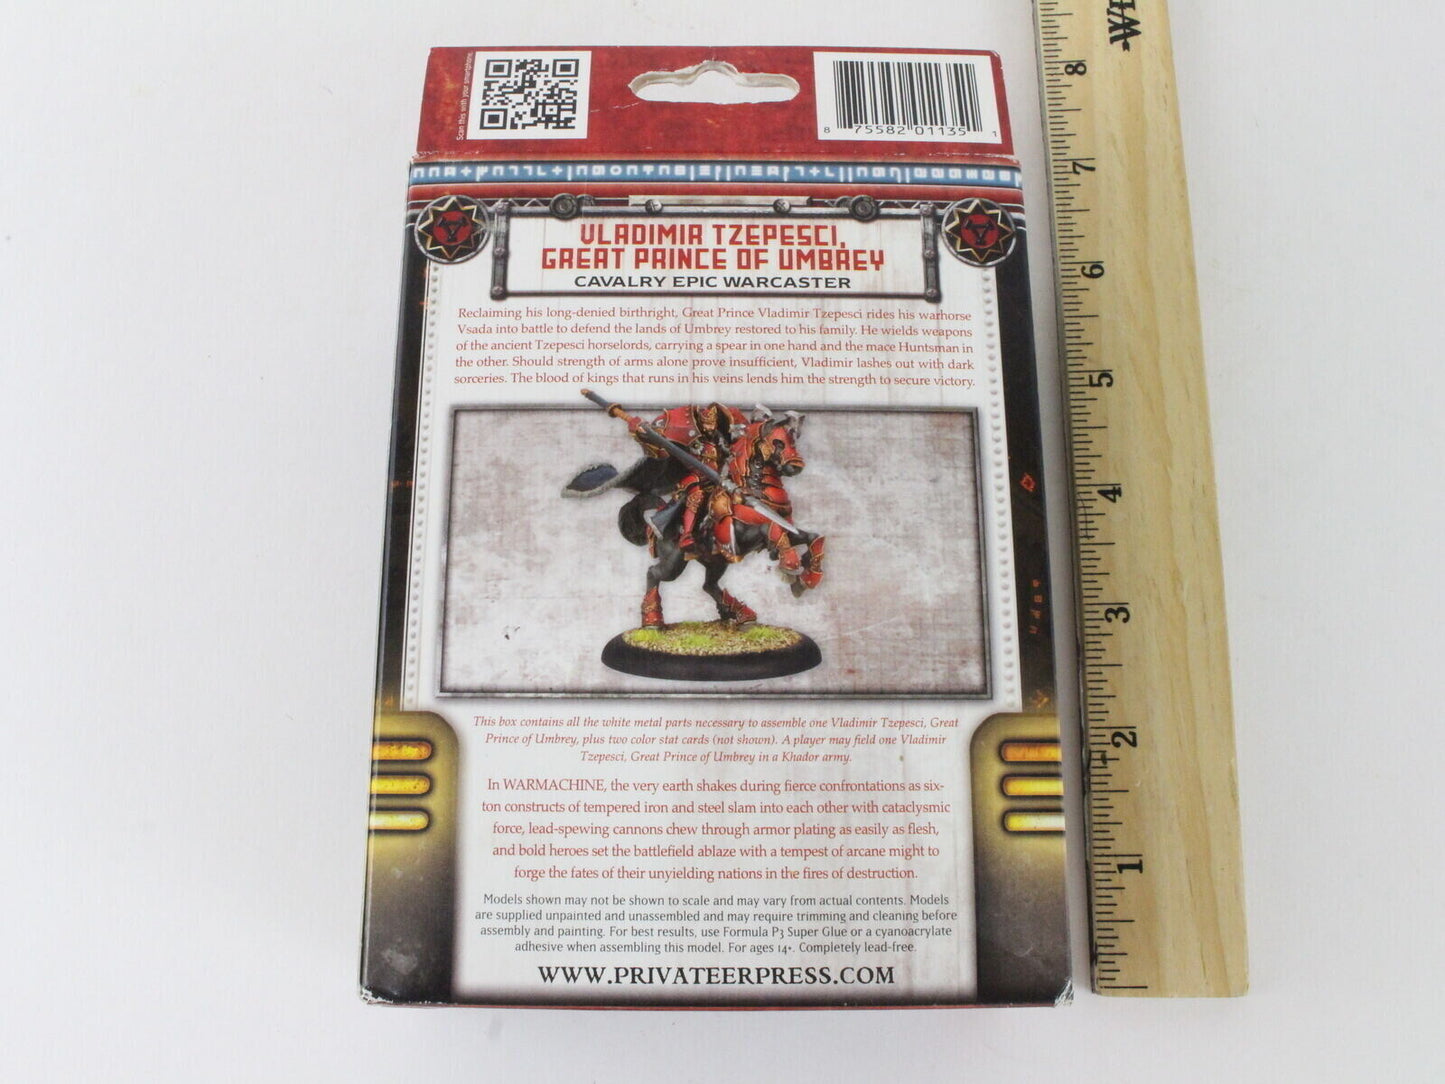 Scan this with your smartphone.
8 75582 01135 1
VLADIMIR TZEPESCI,
GREAT PRINCE OF UMBREY
CAVALRY EPIC WARCASTER
Reclaiming his long-denied birthright, Great Prince Vladimir Tzepesci rides his warhorse
Vsada into battle to defend the lands of Umbrey restored to his family. He wields weapons
of the ancient Tzepesci horselords, carrying a spear in one hand and the mace Huntsman in
the other. Should strength of arms alone prove insufficient, Vladimir lashes out with dark
sorceries. The blood of kings that runs in his veins lends him the strength to secure victory.
This box contains all the white metal parts necessary to assemble one Vladimir Tzepesci, Great
Prince of Umbrey, plus two color stat cards (not shown). A player may field one Vladimir
Tzepesci, Great Prince of Umbrey in a Khador army.
In WARMACHINE, the very earth shakes during fierce confrontations as six-
ton constructs of tempered iron and steel slam into each other with cataclysmic
force, lead-spewing cannons chew through armor plating as easily as flesh,
and bold heroes set the battlefield ablaze with a tempest of arcane might to
forge the fates of their unyielding nations in the fires of destruction.
Models shown may not be shown to scale and may vary from actual contents. Models
are supplied unpainted and unassembled and may require trimming and cleaning before
assembly and painting. For best results, use Formula P3 Super Glue or a cyanoacrylate
adhesive when assembling this model. For ages 14+. Completely lead-free.
WWW.PRIVATEERPRESS.COM
8
7
6
5
4
3
2
1